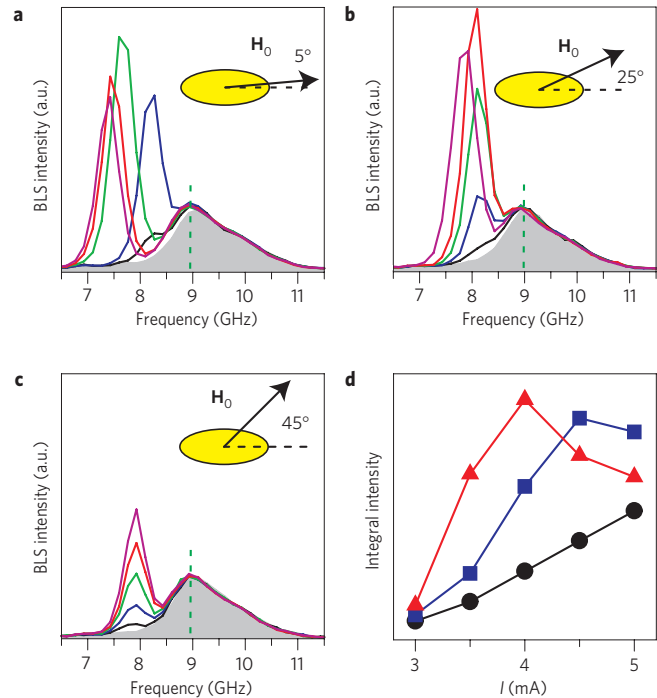 a
H0
5°
BLS intensity (a.u.)
7 8 9 10 11
Frequency (GHz)
b
H0
25°
BLS intensity (a.u.)
7 8 9 10 11
Frequency (GHz)
c
H0
45°
BLS intensity (a.u.)
7 8 9 10 11
Frequency (GHz)
d
Integral intensity
3 4 5
I (mA)